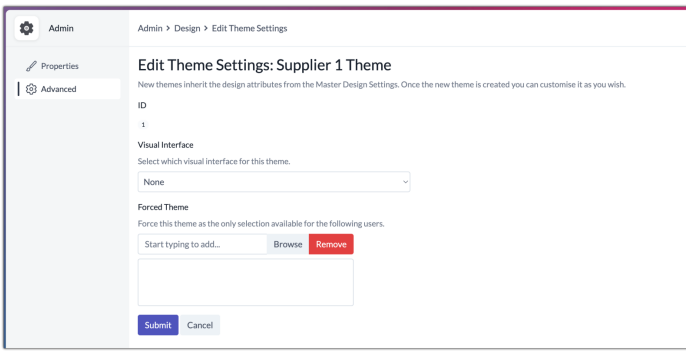 Admin
Admin > Design > Edit Theme Settings
Properties
Advanced
Edit Theme Settings: Supplier 1 Theme
New themes inherit the design attributes from the Master Design Settings. Once the new theme is created you can customise it as you wish.
ID
1
Visual Interface
Select which visual interface for this theme.
None
Forced Theme
Force this theme as the only selection available for the following users.
Start typing to add... Browse Remove
Submit Cancel